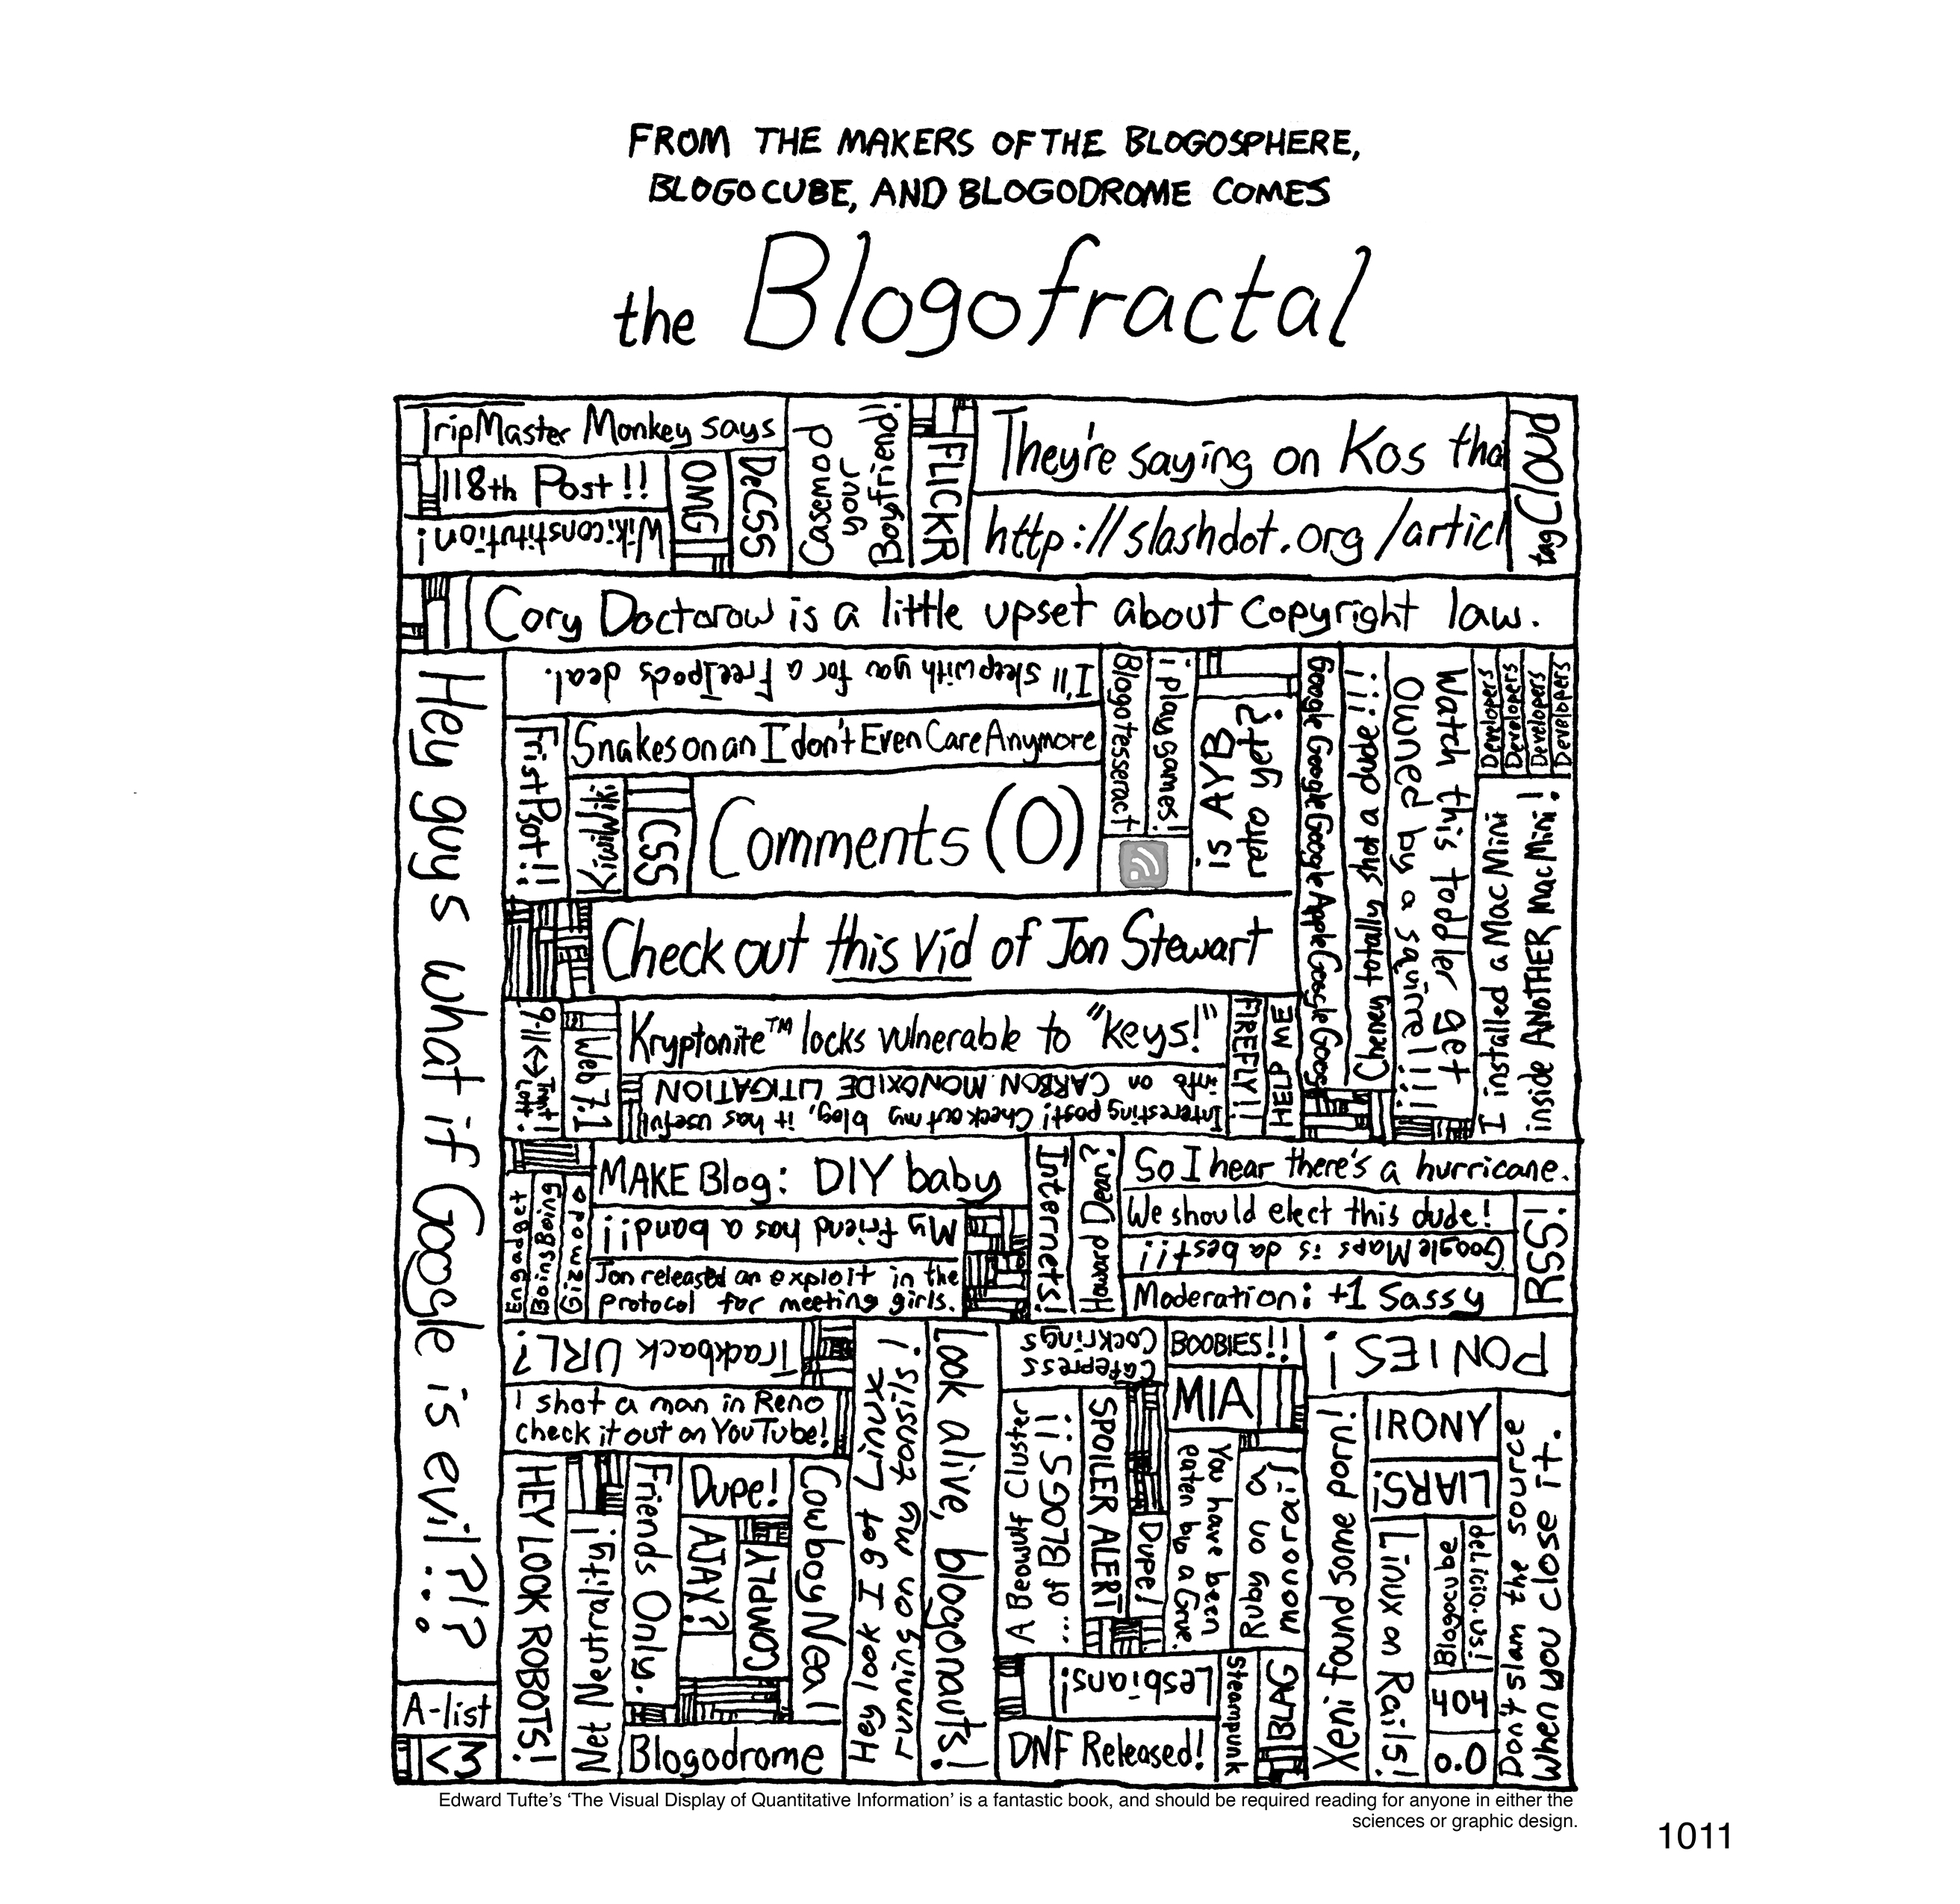 FROM THE MAKERS OF THE BLOGOSPHERE,
BLOGOCUBE, AND BLOGODROME COMES
the Blogofractal
TripMaster Monkey says
118th Post!!
Wikiconstitution!
OMG
DeCSS
Casemod
your
Boyfriend!
FLICKR
They're saying on Kos tha
http://slashdot.org/articl
tagCloud
Cory Doctorow is a little upset about copyright law.
Hey guys what if Google is evil?!?...
I'll sleep with you for a FreeIpods deal.
FristPsot!!!
Snakes on an I don't Even Care Anymore
KiwiWiki
CSS
Comments (0)
Blogotesseract
i play games!
is AYB
retro yet?
Google Google Google Google Apple Google Goog
Cheney totally shot a dude!!!
Watch this toddler get
owned by a squirrel!!!
Developers
Developers
Developers
Developers
I installed a Mac Mini
inside ANOTHER Mac Mini!
Check out this vid of Jon Stewart
9-11<->Trent
Lott!
Web 7.1
Kryptonite™ locks vulnerable to "keys!"
Interesting post! Check out my blog, it has useful
info on CARBON MONOXIDE LITIGATION
FIREFLY!!
HELP ME
Engadget
BoingBoing
Gizmodo
MAKE Blog: DIY baby
My friend has a band!!
Jon released an exploit in the
protocol for meeting girls.
Internets!
Howard Dean?
So I hear there's a hurricane.
We should elect this dude!
Google Maps is da best!!
Moderation: +1 Sassy
RSS!
Trackback URL?
I shot a man in Reno
check it out on YouTube!
HEY LOOK ROBOTS!
Net Neutrality!
Friends Only.
Dupe!
AJAX?
COMPLY
CowboyNeal
Blogodrome
Hey look I got Linux
running on my tonsils!
Look alive, blogonauts!
Cafepress
Cockrings
BOOBIES!!
PONIES!
MIA
A Beowulf Cluster
... of BLOGS!!
SPOILER ALERT!
Dupe!
You have been
eaten by a Grue.
Ruby on a
monorail
Lesbians!
DNF Released!
Steampunk
BLAG
Xeni found some porn!
IRONY
LIARS!
Linux on Rails!
Blogocube
del.icio.us!
404
o.O
Don't slam the source
When you close it.
A-list
<3
Edward Tufte's 'The Visual Display of Quantitative Information' is a fantastic book, and should be required reading for anyone in either the
sciences or graphic design.
1011